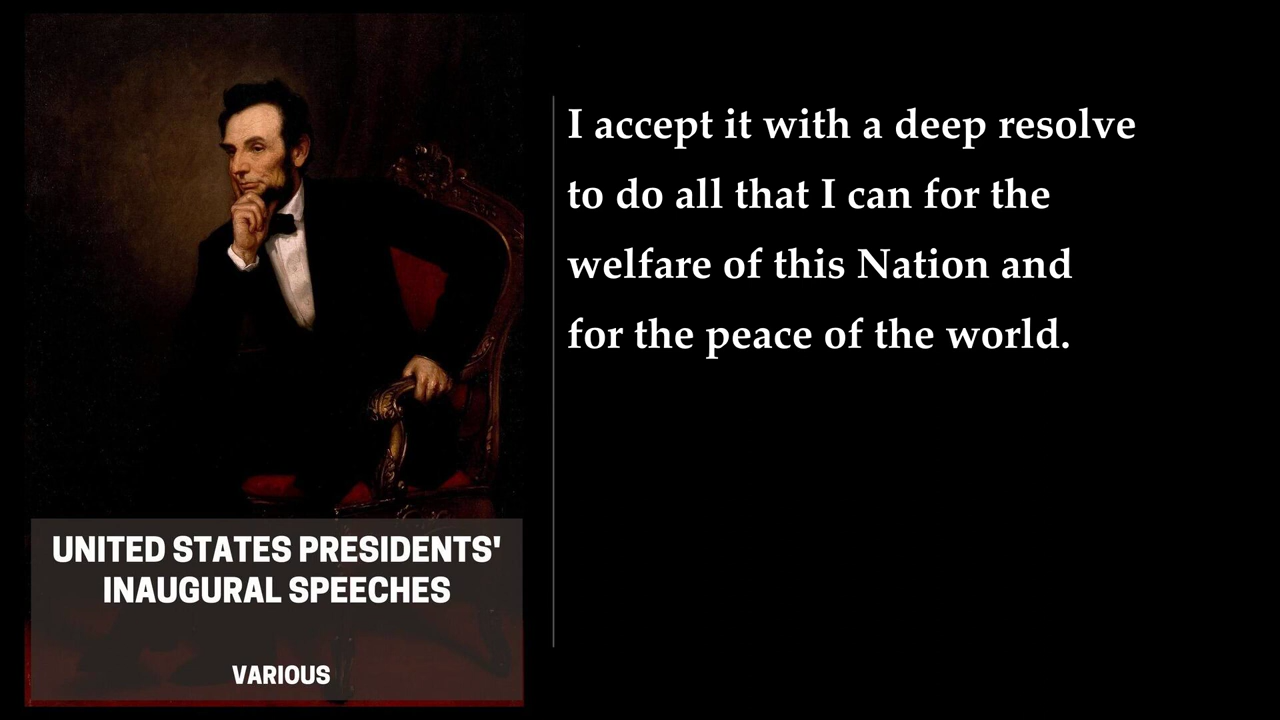 I accept it with a deep resolve
to do all that I can for the
welfare of this Nation and
for the peace of the world.
UNITED STATES PRESIDENTS'
INAUGURAL SPEECHES
VARIOUS